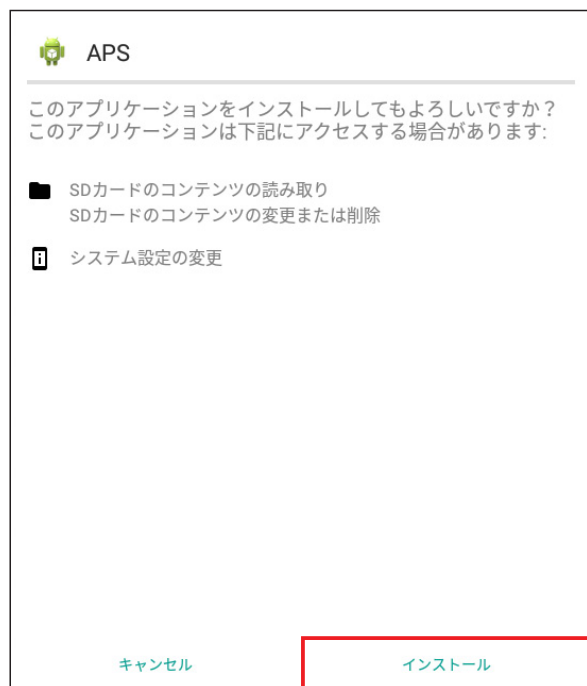 APS
このアプリケーションをインストールしてもよろしいですか？
このアプリケーションは下記にアクセスする場合があります:
SDカードのコンテンツの読み取り
SDカードのコンテンツの変更または削除
システム設定の変更
キャンセル
インストール